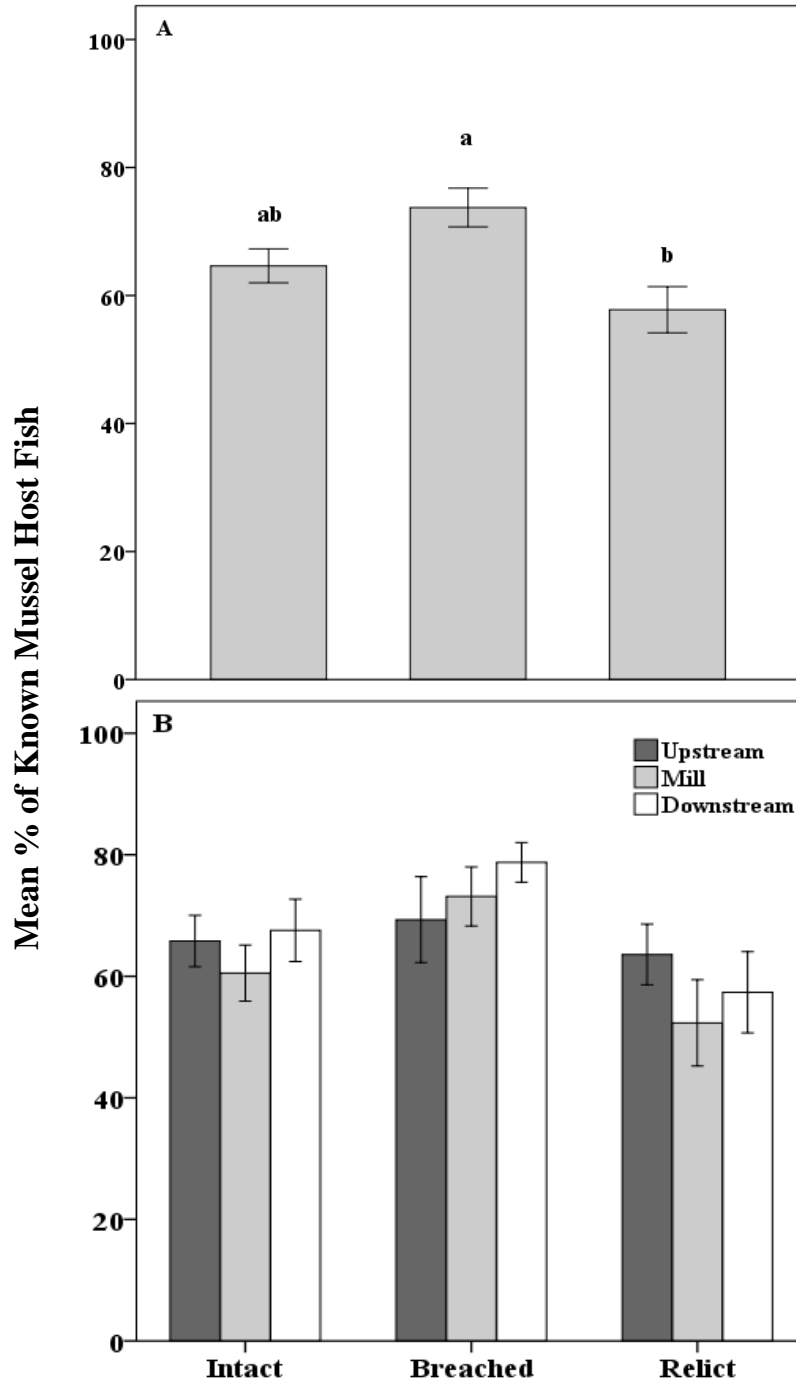 Mean % of Known Mussel Host Fish
A
100
80
60
40
20
0
ab
a
b
B
100
80
60
40
20
0
Upstream
Mill
Downstream
Intact Breached Relict